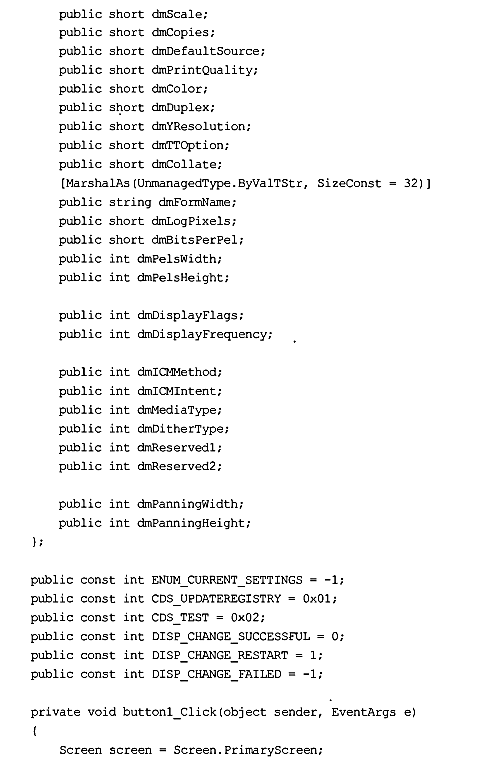 public short dmScale;
public short dmCopies;
public short dmDefaultSource;
public short dmPrintQuality;
public short dmColor;
public short dmDuplex;
public short dmYResolution;
public short dmTTOption;
public short dmCollate;
[MarshalAs(UnmanagedType.ByValTStr, SizeConst = 32)]
public string dmFormName;
public short dmLogPixels;
public short dmBitsPerPel;
public int dmPelsWidth;
public int dmPelsHeight;
public int dmDisplayFlags;
public int dmDisplayFrequency;
public int dmICMMethod;
public int dmICMIntent;
public int dmMediaType;
public int dmDitherType;
public int dmReserved1;
public int dmReserved2;
public int dmPanningWidth;
public int dmPanningHeight;
};
public const int ENUM_CURRENT_SETTINGS = -1;
public const int CDS_UPDATEREGISTRY = 0x01;
public const int CDS_TEST = 0x02;
public const int DISP_CHANGE_SUCCESSFUL = 0;
public const int DISP_CHANGE_RESTART = 1;
public const int DISP_CHANGE_FAILED = -1;
private void button1_Click(object sender, EventArgs e)
{
Screen screen = Screen.PrimaryScreen;